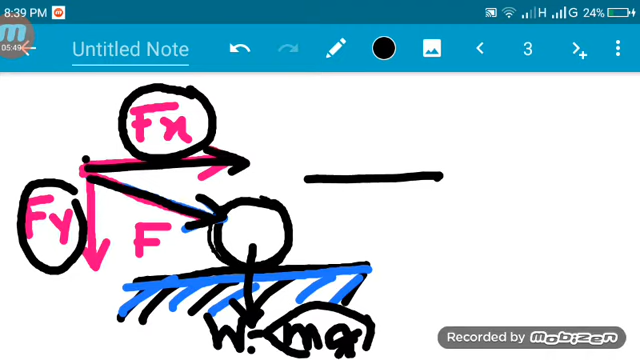 8:39 PM H G 24%
05:49 Untitled Note 3
Fx
Fy
F
W = mg
Recorded by mobizen